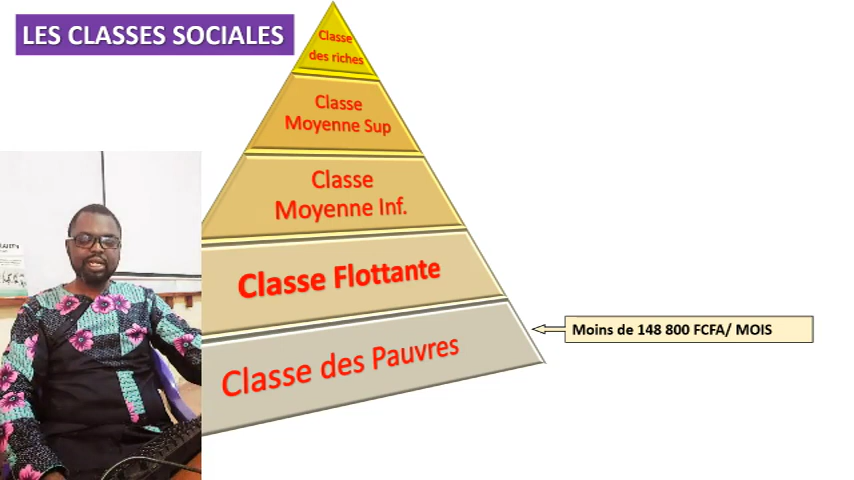 LES CLASSES SOCIALES
Classe
des riches
Classe
Moyenne Sup
Classe
Moyenne Inf.
Classe Flottante
Classe des Pauvres
Moins de 148 800 FCFA/ MOIS